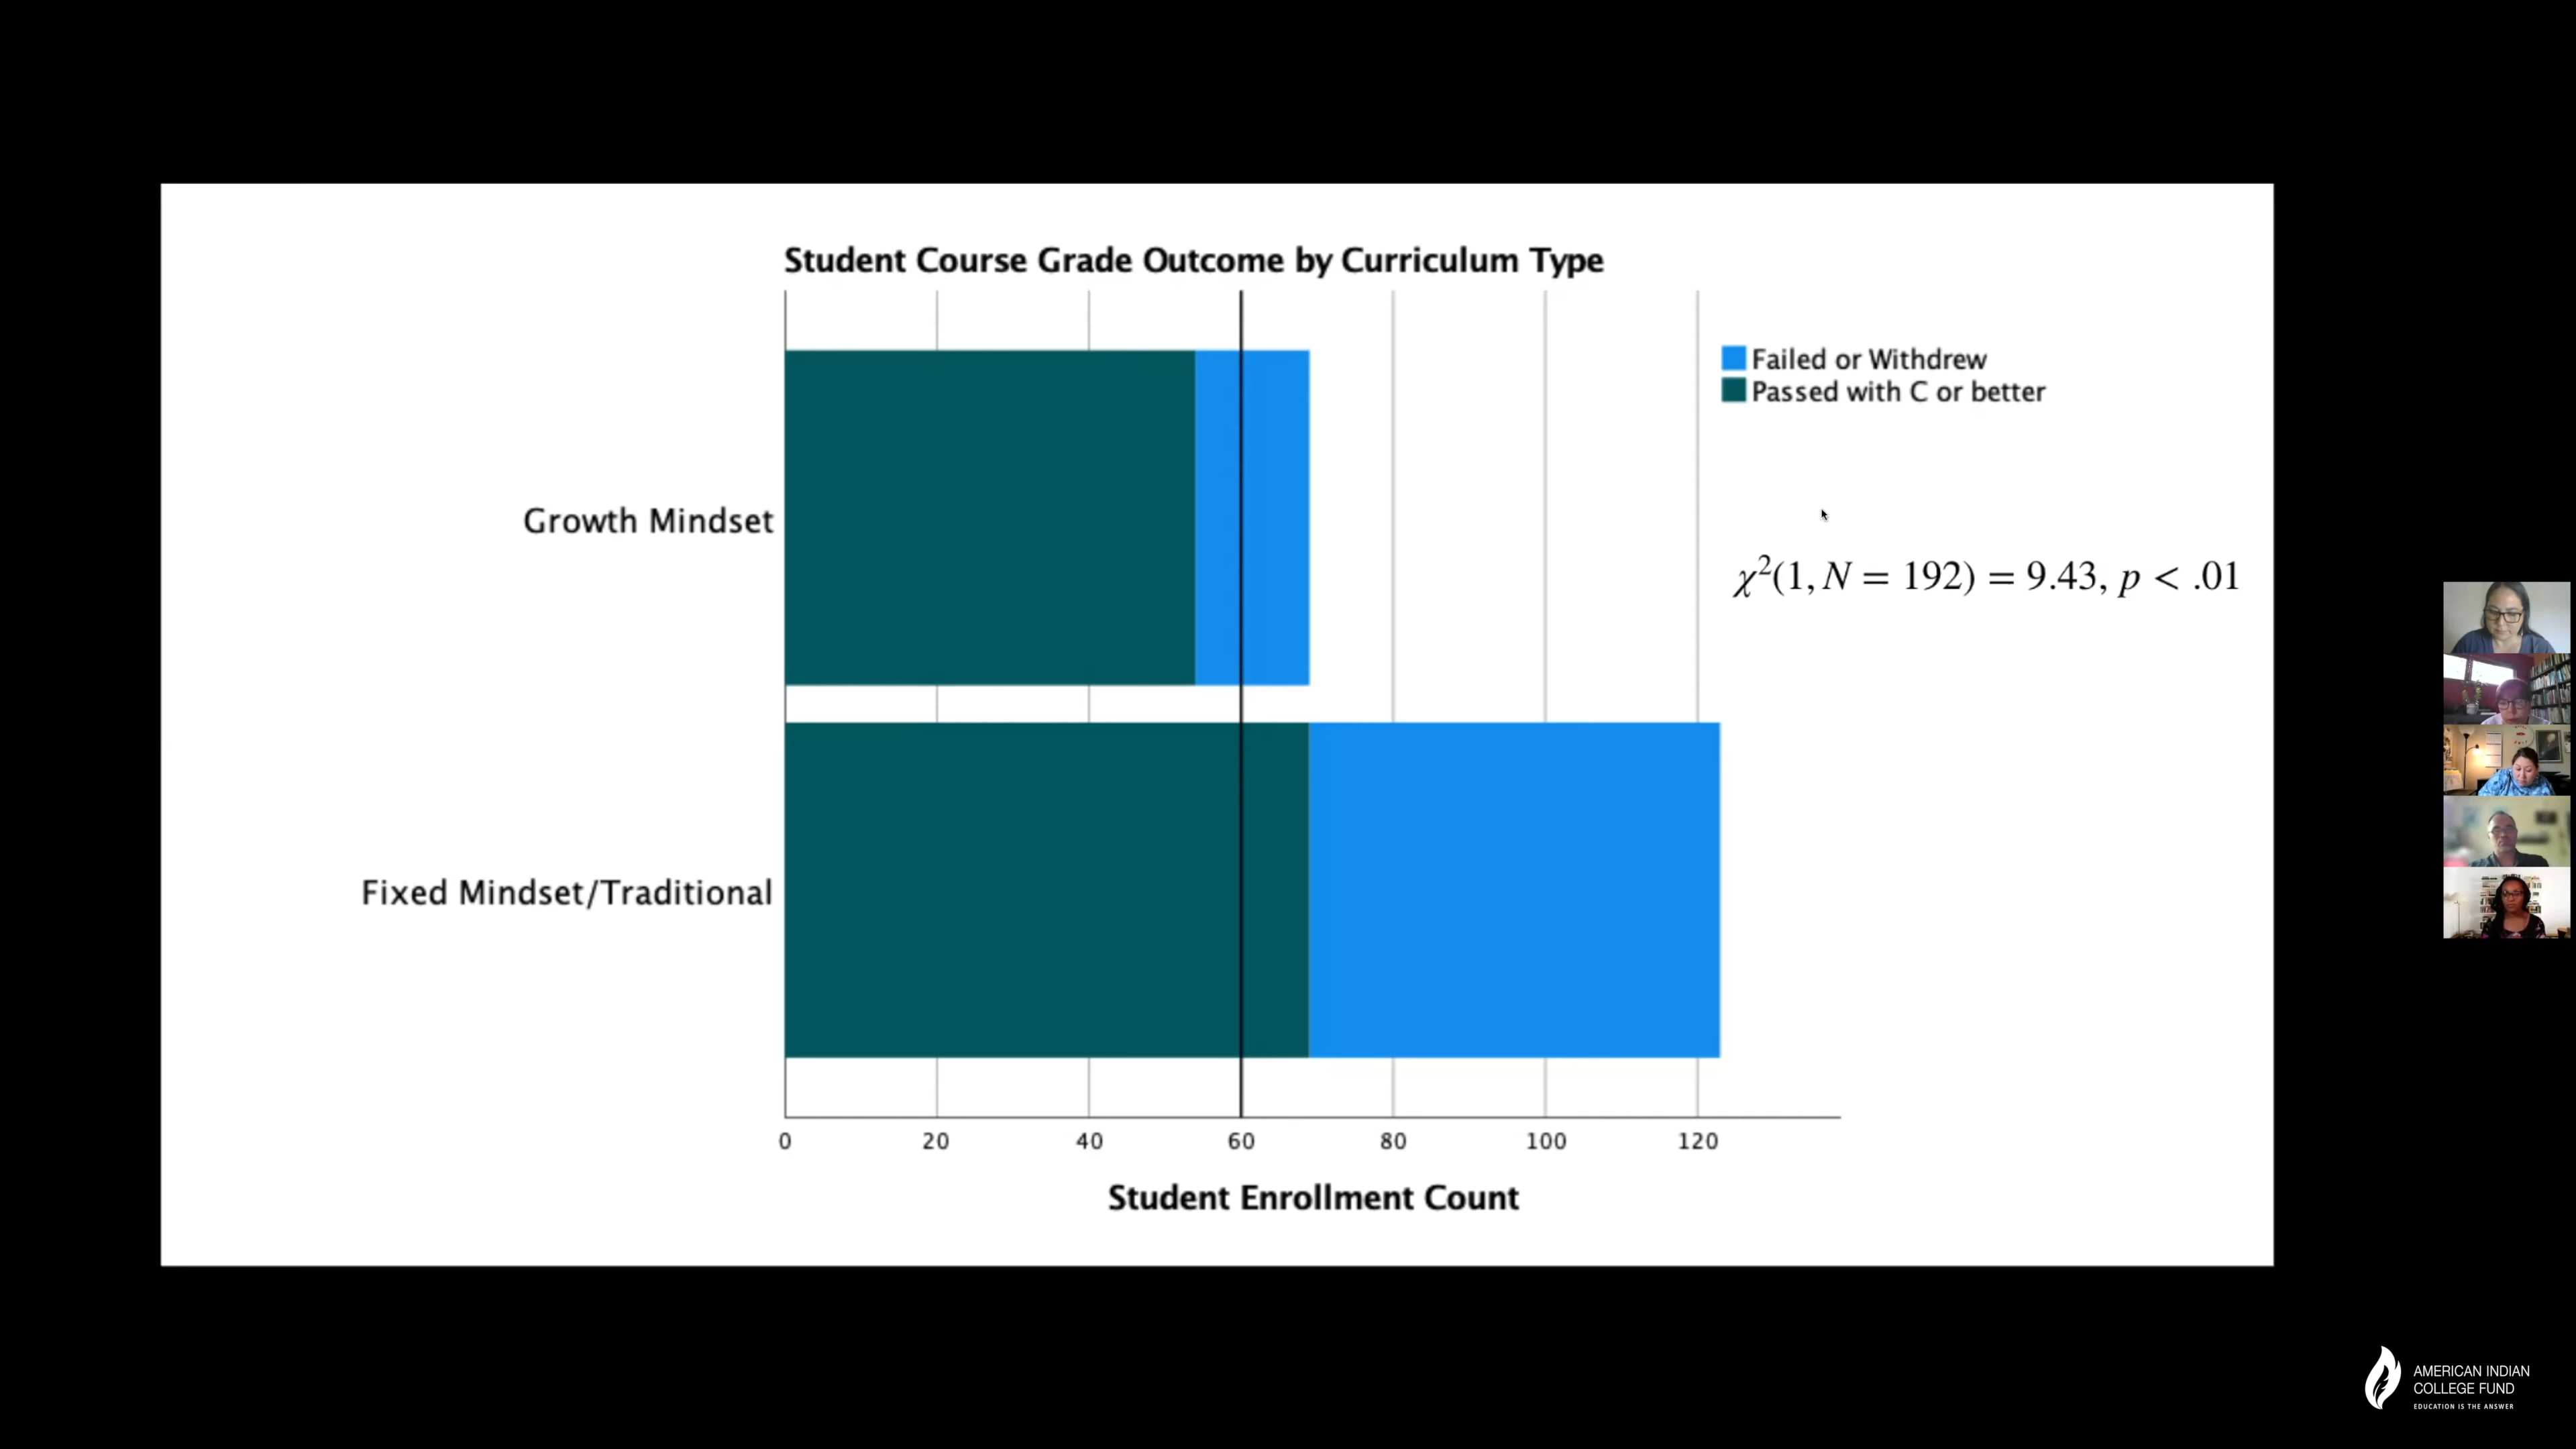 Student Course Grade Outcome by Curriculum Type
Failed or Withdrew
Passed with C or better
Growth Mindset
χ²(1, N = 192) = 9.43, p < .01
Fixed Mindset/Traditional
0 20 40 60 80 100 120
Student Enrollment Count
AMERICAN INDIAN
COLLEGE FUND
EDUCATION IS THE ANSWER